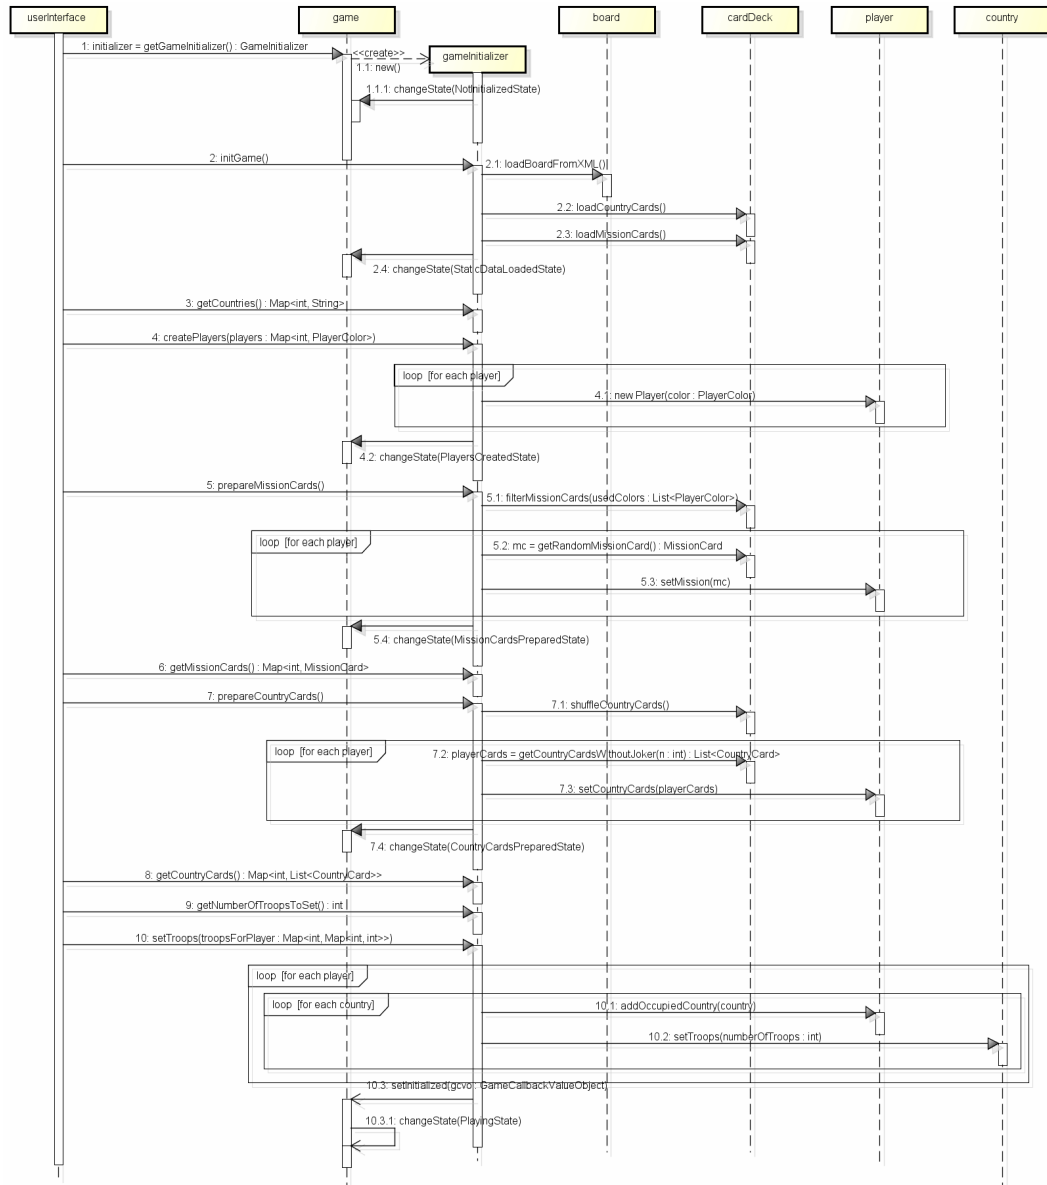 userInterface
game
board
cardDeck
player
country
1: initializer = getGameInitializer() : GameInitializer
<<create>>
gameInitializer
1.1: new()
1.1.1: changeState(NotInitializedState)
2: initGame()
2.1: loadBoardFromXML()
2.2: loadCountryCards()
2.3: loadMissionCards()
2.4: changeState(StaticDataLoadedState)
3: getCountries() : Map<int, String>
4: createPlayers(players : Map<int, PlayerColor>)
loop [for each player]
4.1: new Player(color : PlayerColor)
4.2: changeState(PlayersCreatedState)
5: prepareMissionCards()
5.1: filterMissionCards(usedColors : List<PlayerColor>)
loop [for each player]
5.2: mc = getRandomMissionCard() : MissionCard
5.3: setMission(mc)
5.4: changeState(MissionCardsPreparedState)
6: getMissionCards() : Map<int, MissionCard>
7: prepareCountryCards()
7.1: shuffleCountryCards()
loop [for each player]
7.2: playerCards = getCountryCardsWithoutJoker(n : int) : List<CountryCard>
7.3: setCountryCards(playerCards)
7.4: changeState(CountryCardsPreparedState)
8: getCountryCards() : Map<int, List<CountryCard>>
9: getNumberOfTroopsToSet() : int
10: setTroops(troopsForPlayer : Map<int, Map<int, int>>)
loop [for each player]
loop [for each country]
10.1: addOccupiedCountry(country)
10.2: setTroops(numberOfTroops : int)
10.3: setInitialized(gcvo : GameCallbackValueObject)
10.3.1: changeState(PlayingState)